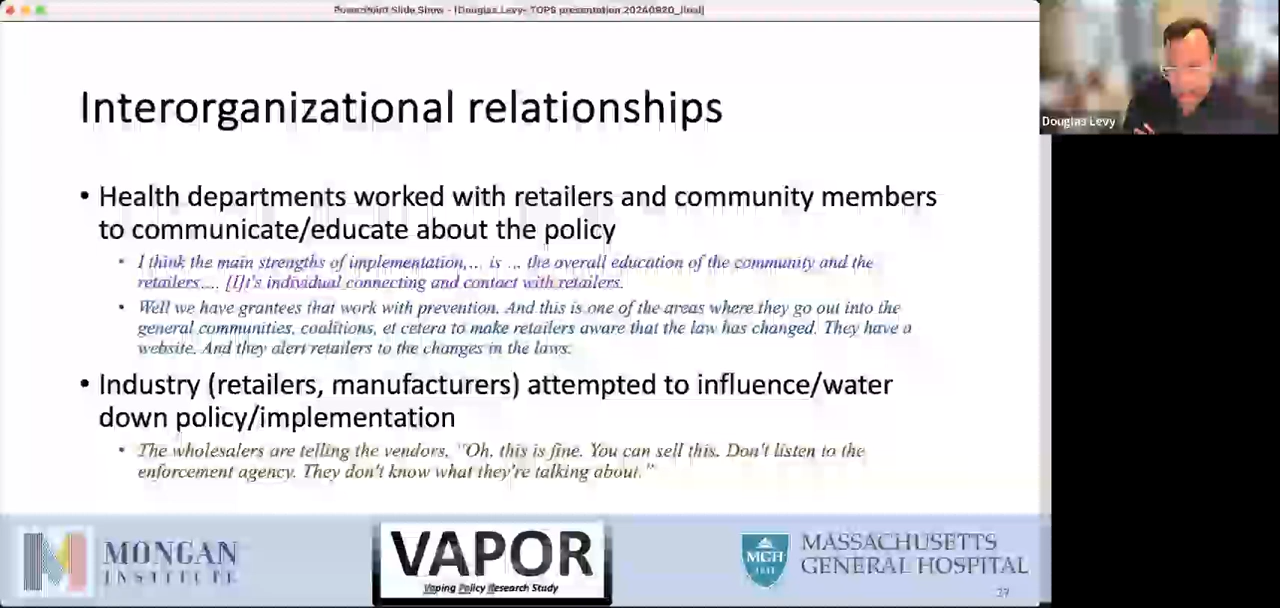 PowerPoint Slide Show - [Douglas Levy- TOPS presentation 20240920_final]
Douglas Levy
Interorganizational relationships
• Health departments worked with retailers and community members
to communicate/educate about the policy
• I think the main strengths of implementation,... is ... the overall education of the community and the
retailers.... [I]t's individual connecting and contact with retailers.
• Well we have grantees that work with prevention. And this is one of the areas where they go out into the
general communities, coalitions, et cetera to make retailers aware that the law has changed. They have a
website. And they alert retailers to the changes in the laws.
• Industry (retailers, manufacturers) attempted to influence/water
down policy/implementation
• The wholesalers are telling the vendors, "Oh, this is fine. You can sell this. Don't listen to the
enforcement agency. They don't know what they're talking about."
MONGAN
INSTITUTE
VAPOR
Vaping Policy Research Study
MGH
1811
MASSACHUSETTS
GENERAL HOSPITAL
27